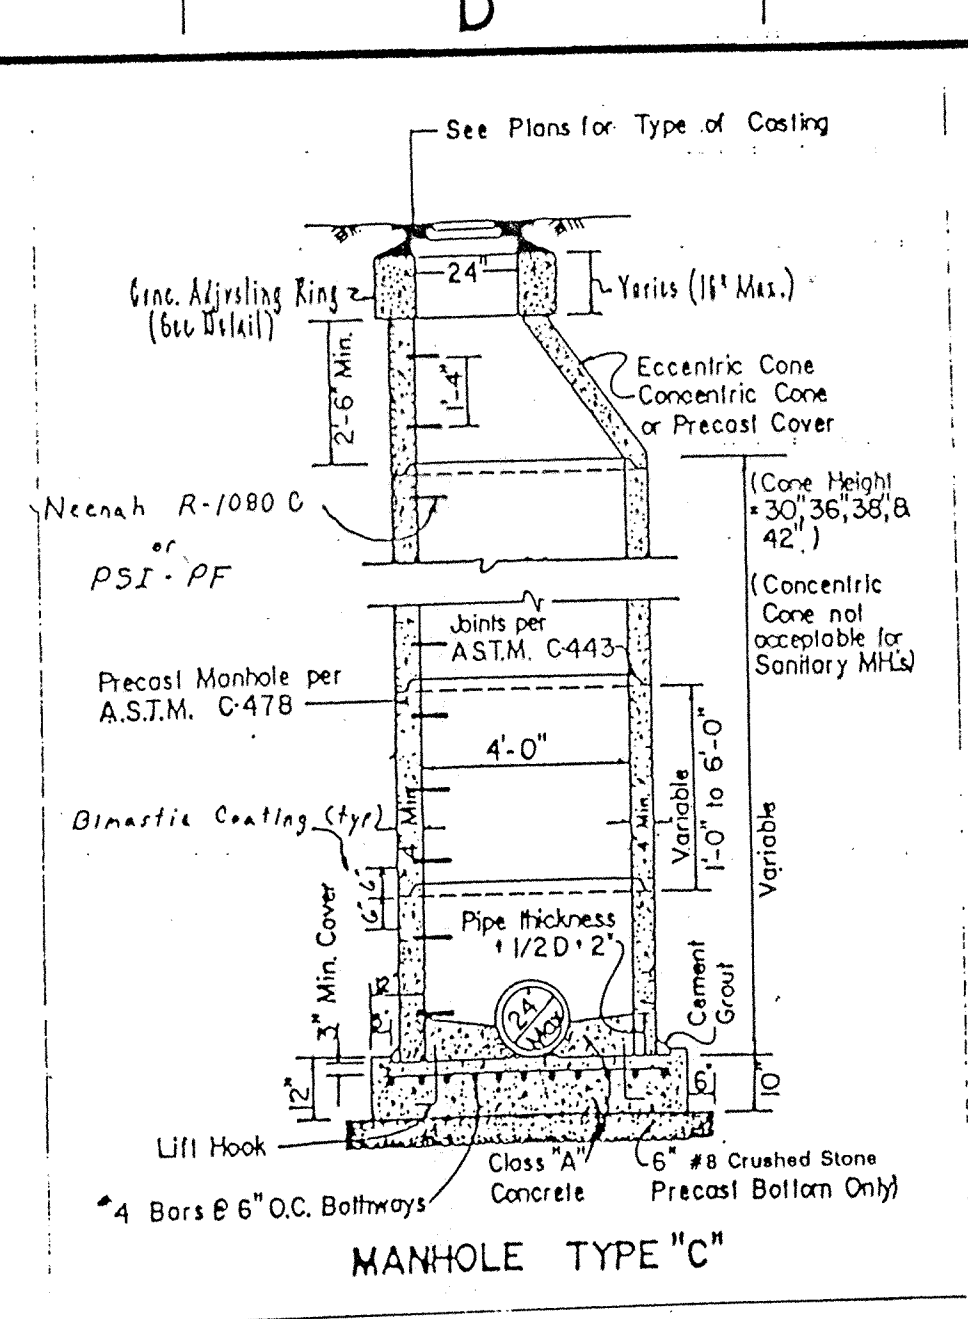 D
See Plans for Type of Casting
24"
Conc. Adjusting Ring
(See Detail)
Varies (16" Max.)
2'-6" Min.
1'-4"
Eccentric Cone
Concentric Cone
or Precast Cover
Neenah R-1080 C
or
PSI - PF
(Cone Height
= 30", 36", 38", &
42".)
(Concentric
Cone not
acceptable for
Sanitary MH's)
Joints per
A.S.T.M. C-443
Precast Manhole per
A.S.T.M. C-478
4'-0"
Variable
1'-0" to 6'-0"
Variable
Bimastic Coating (typ)
4" Min.
4" Min.
6" 6"
3" Min. Cover
Pipe thickness
+ 1/2 D + 2"
Cement
Grout
24"
Max
8"
12"
6"
10"
Lift Hook
Class "A"
Concrete
6" #8 Crushed Stone
Precast Bottom Only)
#4 Bars @ 6" O.C. Bothways
MANHOLE TYPE "C"